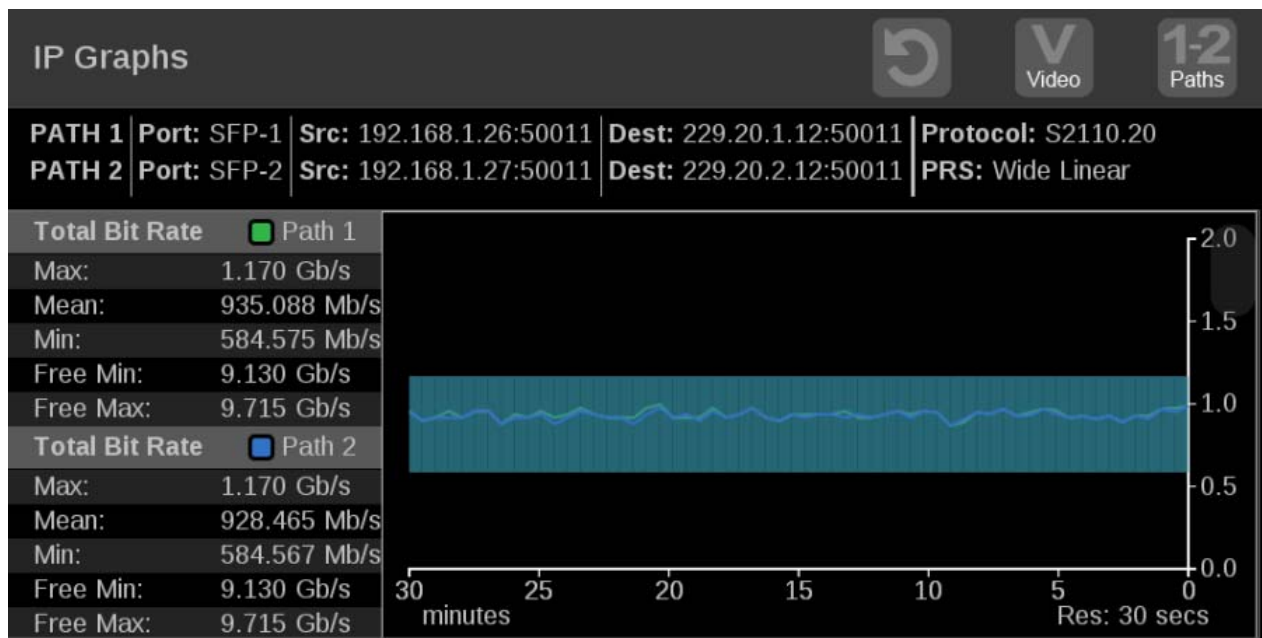 IP Graphs
V
Video
1-2
Paths
PATH 1 Port: SFP-1 Src: 192.168.1.26:50011 Dest: 229.20.1.12:50011 Protocol: S2110.20
PATH 2 Port: SFP-2 Src: 192.168.1.27:50011 Dest: 229.20.2.12:50011 PRS: Wide Linear
Total Bit Rate Path 1
Max: 1.170 Gb/s
Mean: 935.088 Mb/s
Min: 584.575 Mb/s
Free Min: 9.130 Gb/s
Free Max: 9.715 Gb/s
Total Bit Rate Path 2
Max: 1.170 Gb/s
Mean: 928.465 Mb/s
Min: 584.567 Mb/s
Free Min: 9.130 Gb/s
Free Max: 9.715 Gb/s
2.0
1.5
1.0
0.5
0.0
30 25 20 15 10 5 0
minutes Res: 30 secs